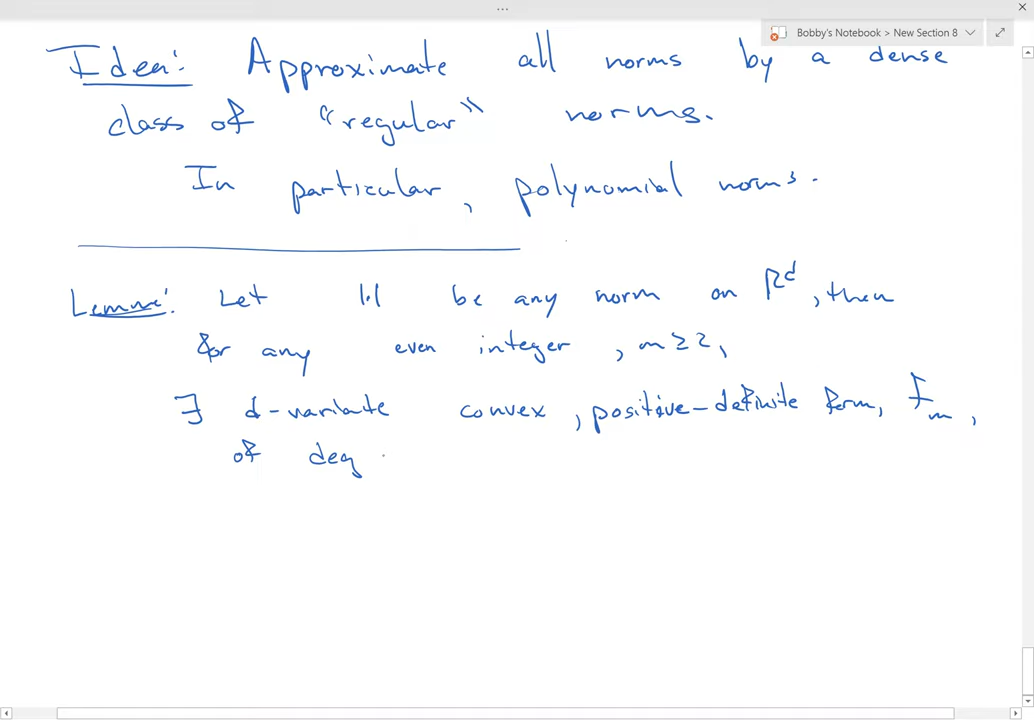 ...
Bobby's Notebook > New Section 8
Idea: Approximate all norms by a dense
class of "regular" norms.
In particular, polynomial norms.
Lemma: Let |·| be any norm on ℝ^d, then
for any even integer, m ≥ 2,
∃ d-variate convex, positive-definite form, F_m,
of deg